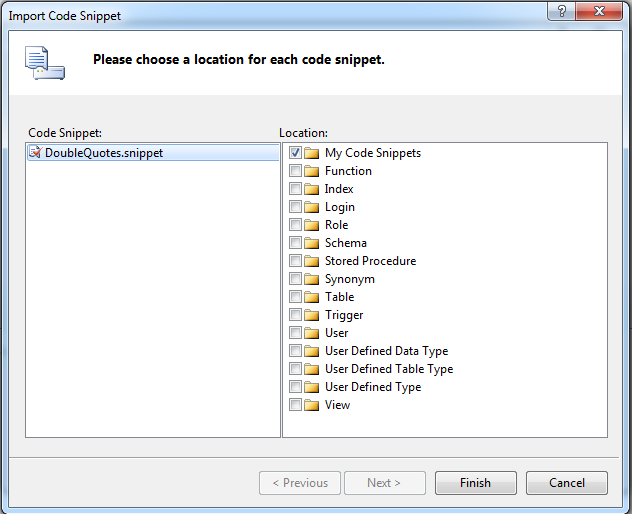 Import Code Snippet
?
Please choose a location for each code snippet.
Code Snippet:
Location:
DoubleQuotes.snippet
My Code Snippets
Function
Index
Login
Role
Schema
Stored Procedure
Synonym
Table
Trigger
User
User Defined Data Type
User Defined Table Type
User Defined Type
View
< Previous
Next >
Finish
Cancel